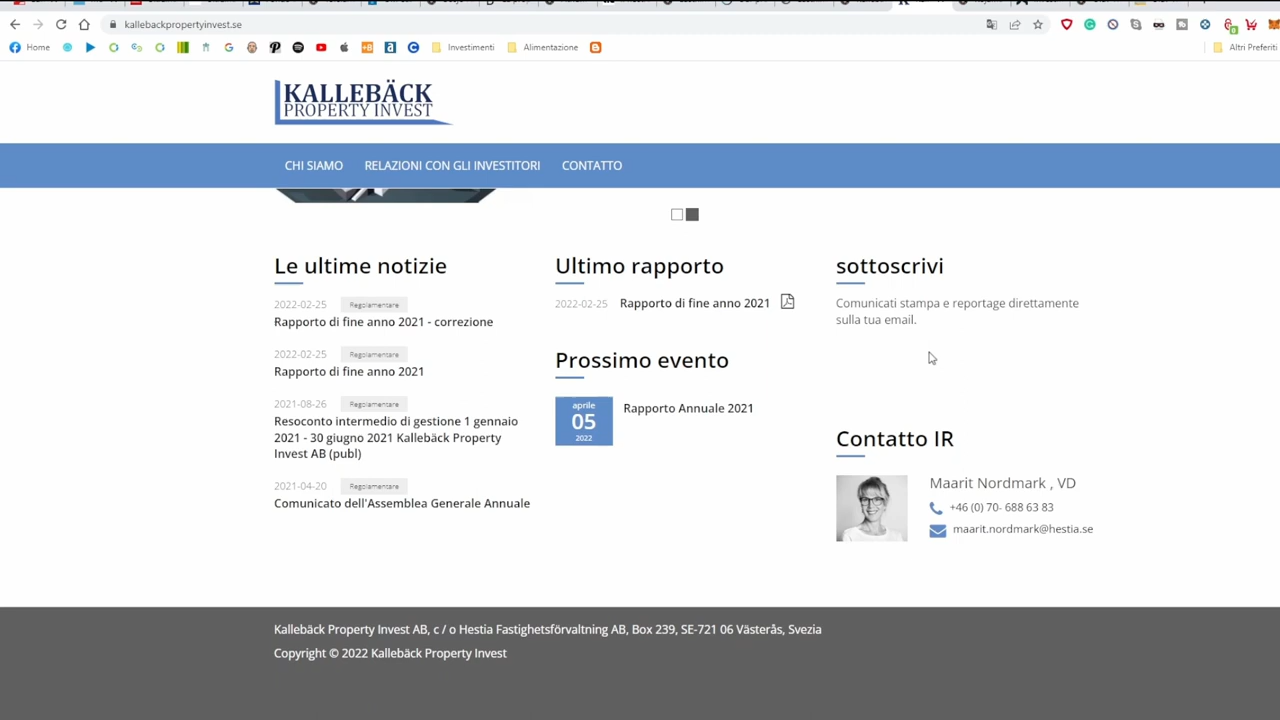 kallebackpropertyinvest.se
Home
Investimenti
Alimentazione
Altri Preferiti
KALLEBÄCK
PROPERTY INVEST
CHI SIAMO
RELAZIONI CON GLI INVESTITORI
CONTATTO
Le ultime notizie
2022-02-25 Regolamentare
Rapporto di fine anno 2021 - correzione
2022-02-25 Regolamentare
Rapporto di fine anno 2021
2021-08-26 Regolamentare
Resoconto intermedio di gestione 1 gennaio
2021 - 30 giugno 2021 Kallebäck Property
Invest AB (publ)
2021-04-20 Regolamentare
Comunicato dell'Assemblea Generale Annuale
Ultimo rapporto
2022-02-25 Rapporto di fine anno 2021
Prossimo evento
aprile
05
2022
Rapporto Annuale 2021
sottoscrivi
Comunicati stampa e reportage direttamente
sulla tua email.
Contatto IR
Maarit Nordmark , VD
+46 (0) 70- 688 63 83
maarit.nordmark@hestia.se
Kallebäck Property Invest AB, c / o Hestia Fastighetsförvaltning AB, Box 239, SE-721 06 Västerås, Svezia
Copyright © 2022 Kallebäck Property Invest